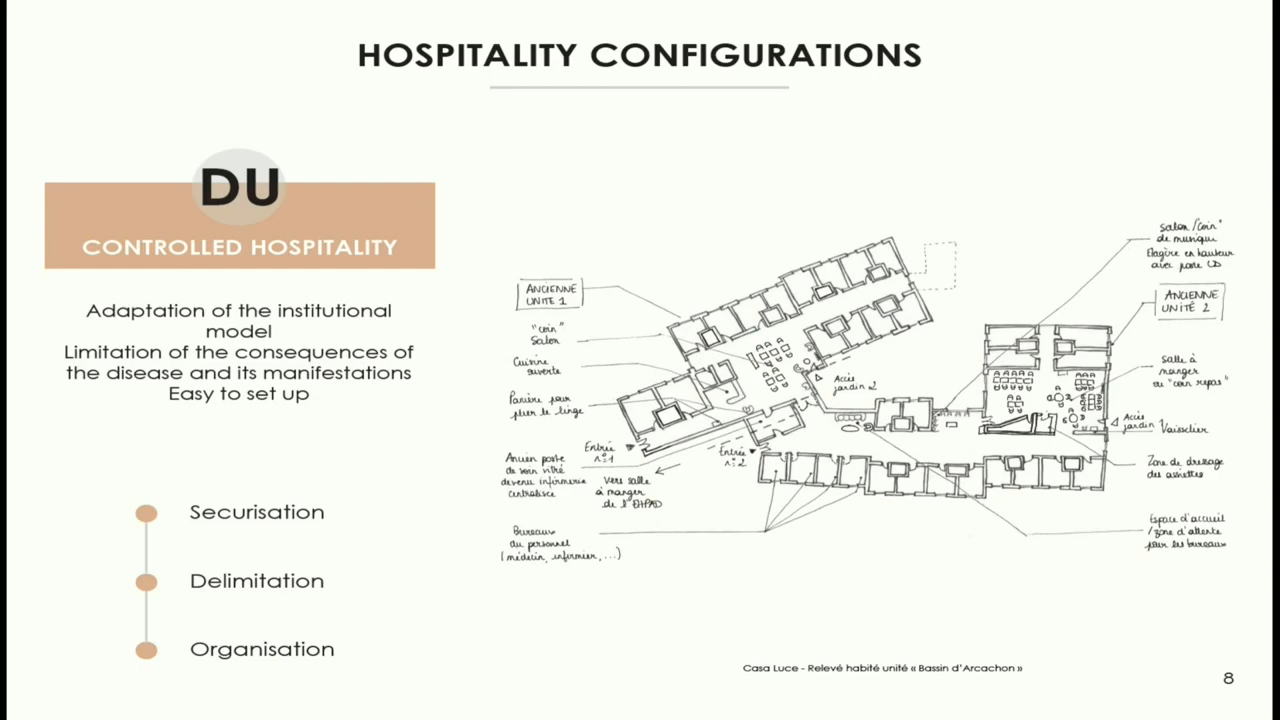 HOSPITALITY CONFIGURATIONS
DU
CONTROLLED HOSPITALITY
Adaptation of the institutional
model
Limitation of the consequences of
the disease and its manifestations
Easy to set up
Securisation
Delimitation
Organisation
ANCIENNE
UNITÉ 1
"coin"
salon
Cuisine
ouverte
Panière pour
plier le linge
Entrée
n°1
Ancien poste
de soin vitré
devenu infirmerie
centralisée
Vers salle
à manger
de l'EHPAD
Bureaux
du personnel
(médecin, infirmier, ...)
Entrée
n°2
Accès
jardin 2
Salon/"coin"
de musique
Etagère en hauteur
avec poste CD
ANCIENNE
UNITÉ 2
Salle à
manger
ou "coin repas"
Accès
jardin 1
Vaisselier
Zone de dressage
des assiettes
Espace d'accueil
/zone d'attente
pour les bureaux
Casa Luce - Relevé habité unité « Bassin d'Arcachon »
8